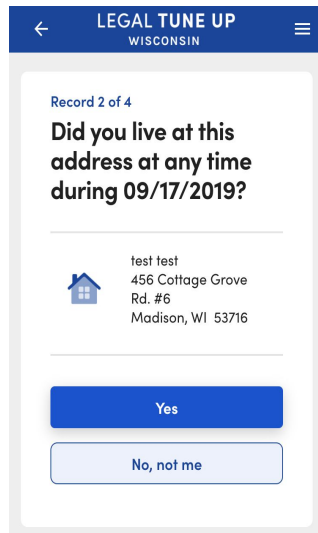 LEGAL TUNE UP
WISCONSIN
Record 2 of 4
Did you live at this
address at any time
during 09/17/2019?
test test
456 Cottage Grove
Rd. #6
Madison, WI 53716
Yes
No, not me